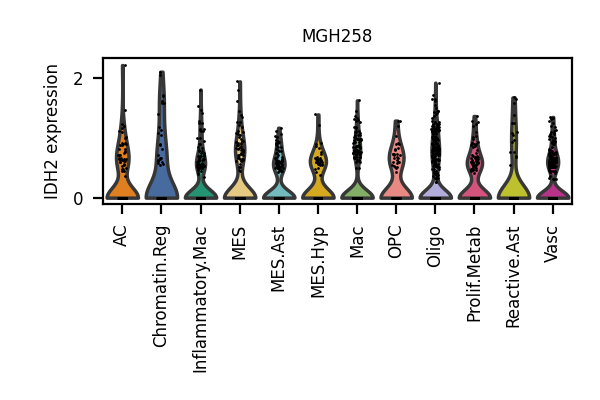 MGH258
IDH2 expression
2
0
AC
Chromatin.Reg
Inflammatory.Mac
MES
MES.Ast
MES.Hyp
Mac
OPC
Oligo
Prolif.Metab
Reactive.Ast
Vasc